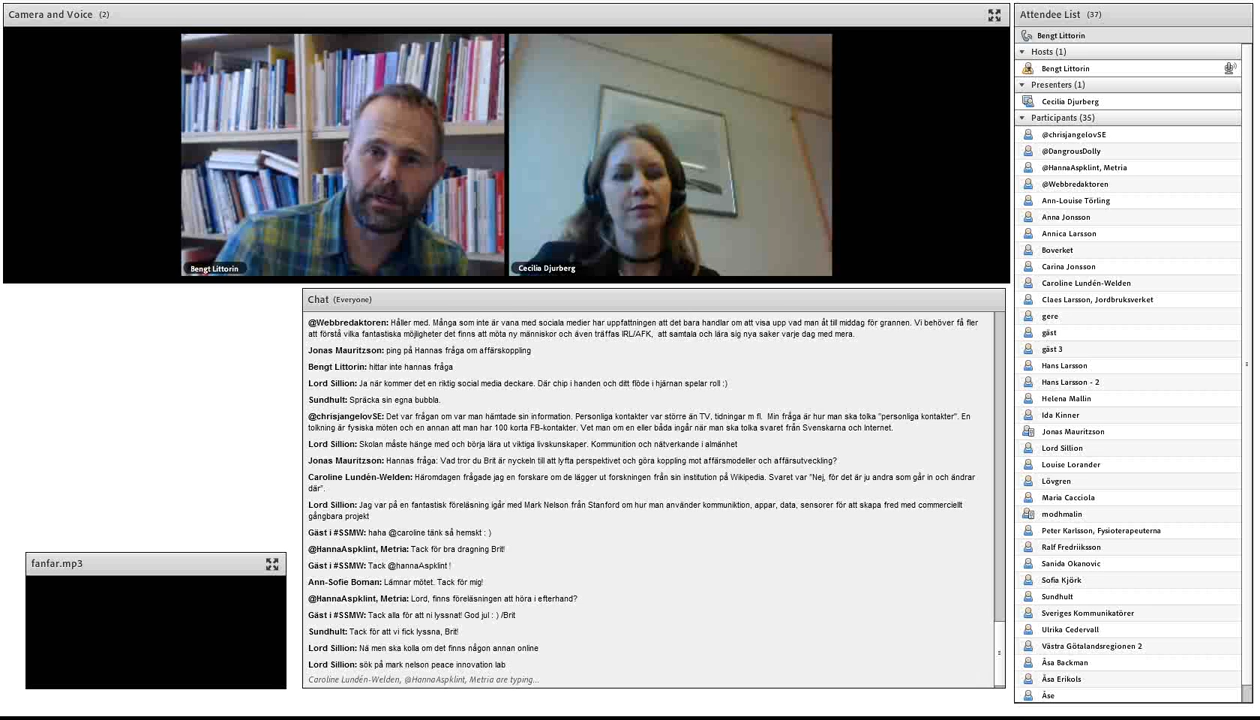 Camera and Voice (2)
Bengt Littorin
Cecilia Djurberg
fanfar.mp3
Chat (Everyone)
@Webbredaktoren: Håller med. Många som inte är vana med sociala medier har uppfattningen att det bara handlar om att visa upp vad man åt till middag för grannen. Vi behöver få fler
att förstå vilka fantastiska möjligheter det finns att möta ny människor och även träffas IRL/AFK, att samtala och lära sig nya saker varje dag med mera.
Jonas Mauritzson: ping på Hannas fråga om affärskoppling
Bengt Littorin: hittar inte hannas fråga
Lord Sillion: Ja när kommer det en riktig social media deckare. Där chip i handen och ditt flöde i hjärnan spelar roll :)
Sundhult: Spräcka sin egna bubbla.
@chrisjangelovSE: Det var frågan om var man hämtade sin information. Personliga kontakter var större än TV, tidningar m fl. Min fråga är hur man ska tolka "personliga kontakter". En
tolkning är fysiska möten och en annan att man har 100 korta FB-kontakter. Vet man om en eller båda ingår när man ska tolka svaret från Svenskarna och Internet.
Lord Sillion: Skolan måste hänge med och börja lära ut viktiga livskunskaper. Kommunition och nätverkande i almänhet
Jonas Mauritzson: Hannas fråga: Vad tror du Brit är nyckeln till att lyfta perspektivet och göra koppling mot affärsmodeller och affärsutveckling?
Caroline Lundén-Welden: Häromdagen frågade jag en forskare om de lägger ut forskningen från sin institution på Wikipedia. Svaret var "Nej, för det är ju andra som går in och ändrar
där".
Lord Sillion: Jag var på en fantastisk föreläsning igår med Mark Nelson från Stanford om hur man använder kommuniktion, appar, data, sensorer för att skapa fred med commerciellt
gångbara projekt
Gäst i #SSMW: haha @caroline tänk så hemskt : )
@HannaAspklint, Metria: Tack för bra dragning Brit!
Gäst i #SSMW: Tack @hannaAspklint !
Ann-Sofie Boman: Lämnar mötet. Tack för mig!
@HannaAspklint, Metria: Lord, finns föreläsningen att höra i efterhand?
Gäst i #SSMW: Tack alla för att ni lyssnat! God jul : ) /Brit
Sundhult: Tack för att vi fick lyssna, Brit!
Lord Sillion: Nä men ska kolla om det finns någon annan online
Lord Sillion: sök på mark nelson peace innovation lab
Caroline Lundén-Welden, @HannaAspklint, Metria are typing...
Attendee List (37)
Bengt Littorin
Hosts (1)
Bengt Littorin
Presenters (1)
Cecilia Djurberg
Participants (35)
@chrisjangelovSE
@DangrousDolly
@HannaAspklint, Metria
@Webbredaktoren
Ann-Louise Törling
Anna Jonsson
Annica Larsson
Boverket
Carina Jonsson
Caroline Lundén-Welden
Claes Larsson, Jordbruksverket
gere
gäst
gäst 3
Hans Larsson
Hans Larsson - 2
Helena Mallin
Ida Kinner
Jonas Mauritzson
Lord Sillion
Louise Lorander
Lövgren
Maria Cacciola
modhmalin
Peter Karlsson, Fysioterapeuterna
Ralf Fredriiksson
Sanida Okanovic
Sofia Kjörk
Sundhult
Sveriges Kommunikatörer
Ulrika Cedervall
Västra Götalandsregionen 2
Åsa Backman
Åsa Erikols
Åse